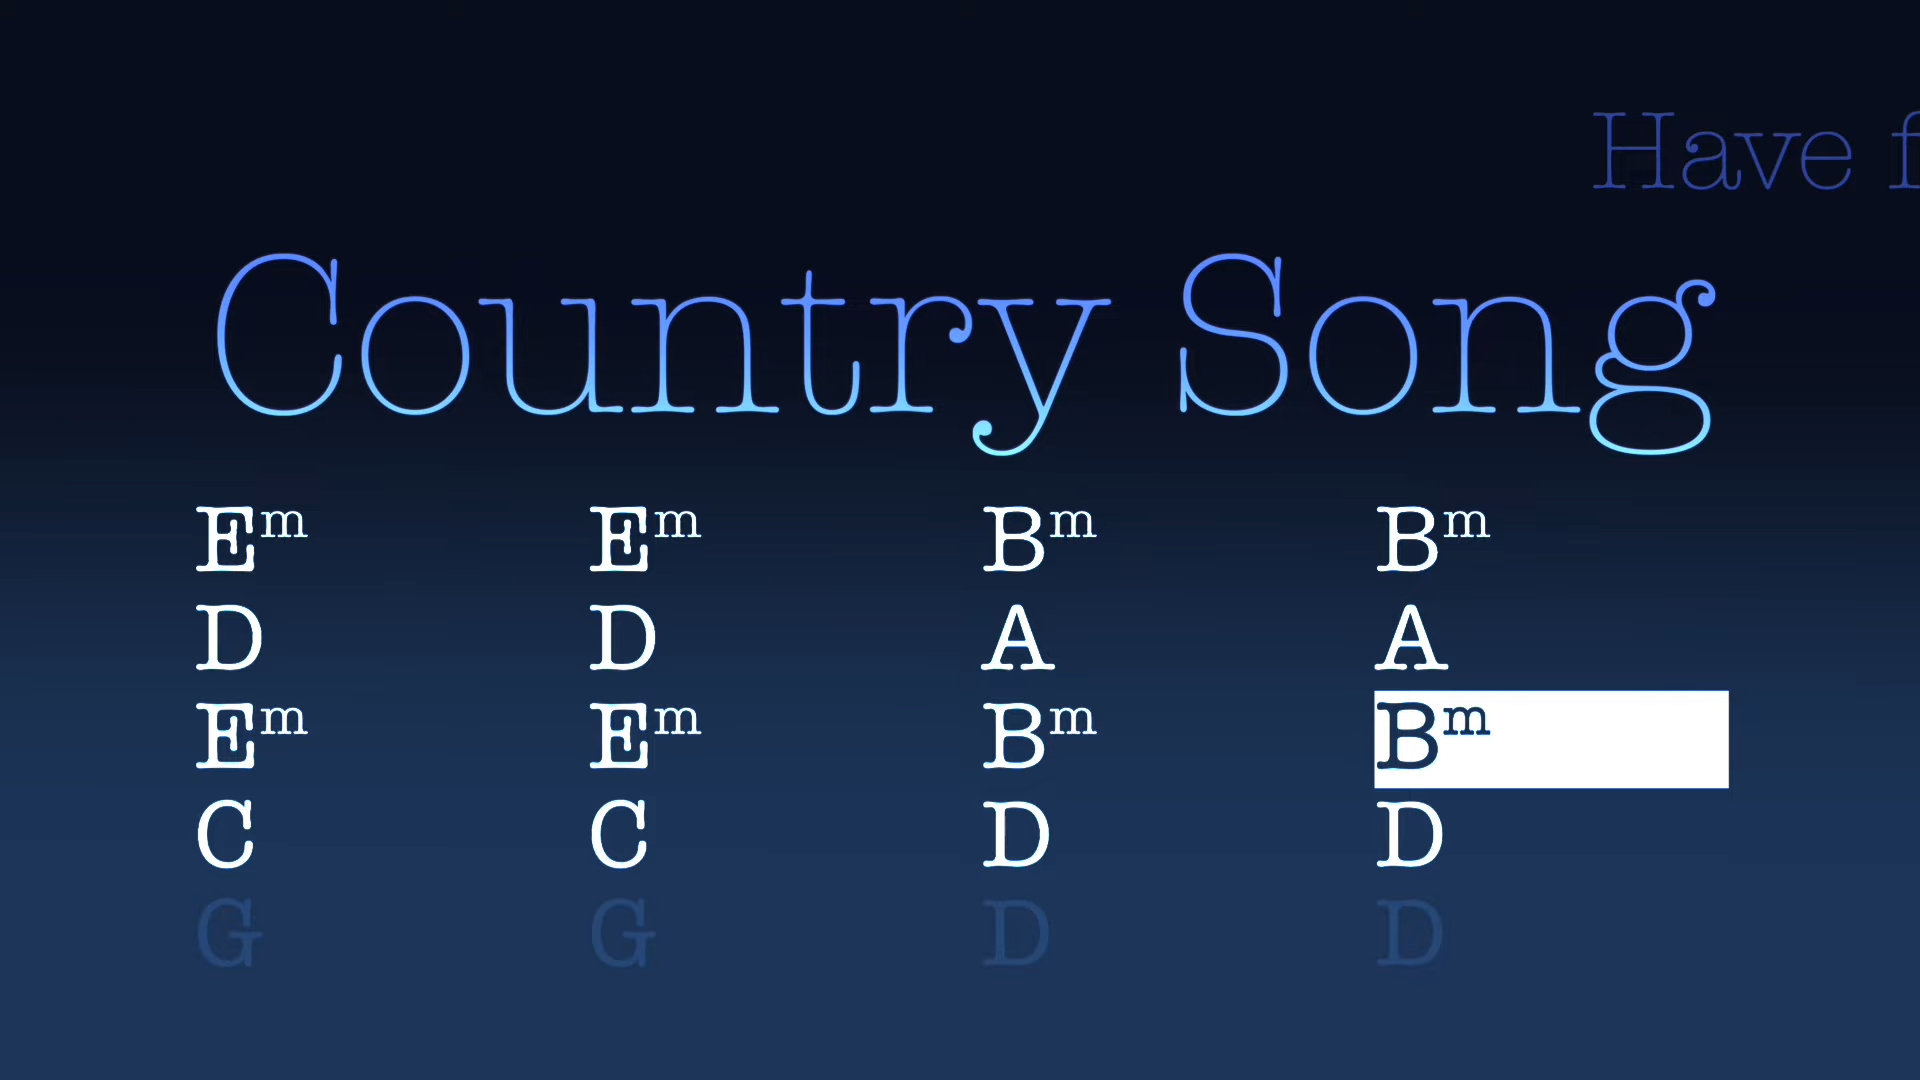 Have f
Country Song
Em Em Bm Bm
D D A A
Em Em Bm Bm
C C D D
G G D D